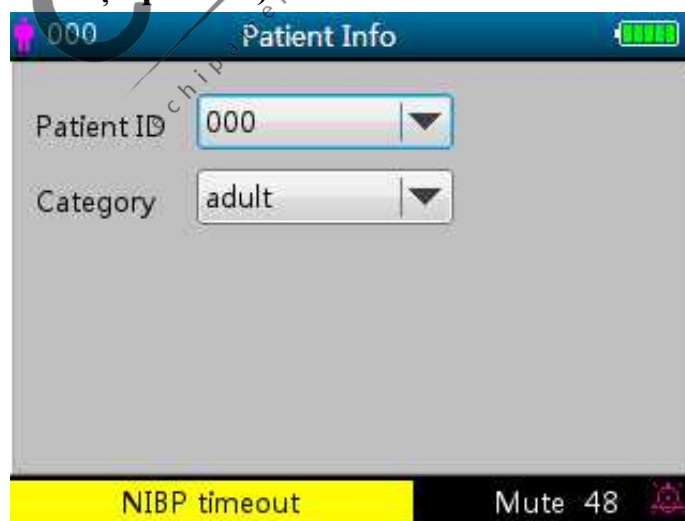 000 Patient Info
Patient ID 000
Category adult
NIBP timeout Mute 48